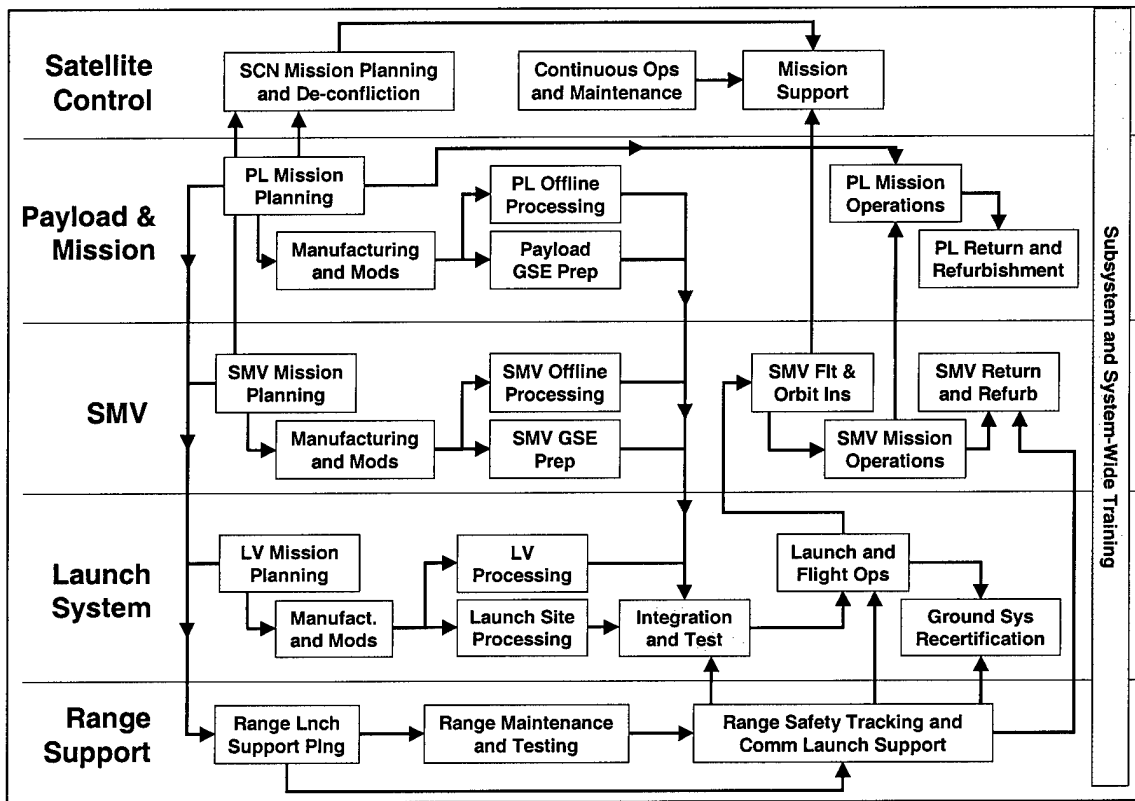 Satellite
Control
SCN Mission Planning
and De-confliction
Continuous Ops
and Maintenance
Mission
Support
Payload &
Mission
PL Mission
Planning
Manufacturing
and Mods
PL Offline
Processing
Payload
GSE Prep
PL Mission
Operations
PL Return and
Refurbishment
SMV
SMV Mission
Planning
Manufacturing
and Mods
SMV Offline
Processing
SMV GSE
Prep
SMV Flt &
Orbit Ins
SMV Mission
Operations
SMV Return
and Refurb
Launch
System
LV Mission
Planning
Manufact.
and Mods
LV
Processing
Launch Site
Processing
Integration
and Test
Launch and
Flight Ops
Ground Sys
Recertification
Range
Support
Range Lnch
Support Plng
Range Maintenance
and Testing
Range Safety Tracking and
Comm Launch Support
Subsystem and System-Wide Training